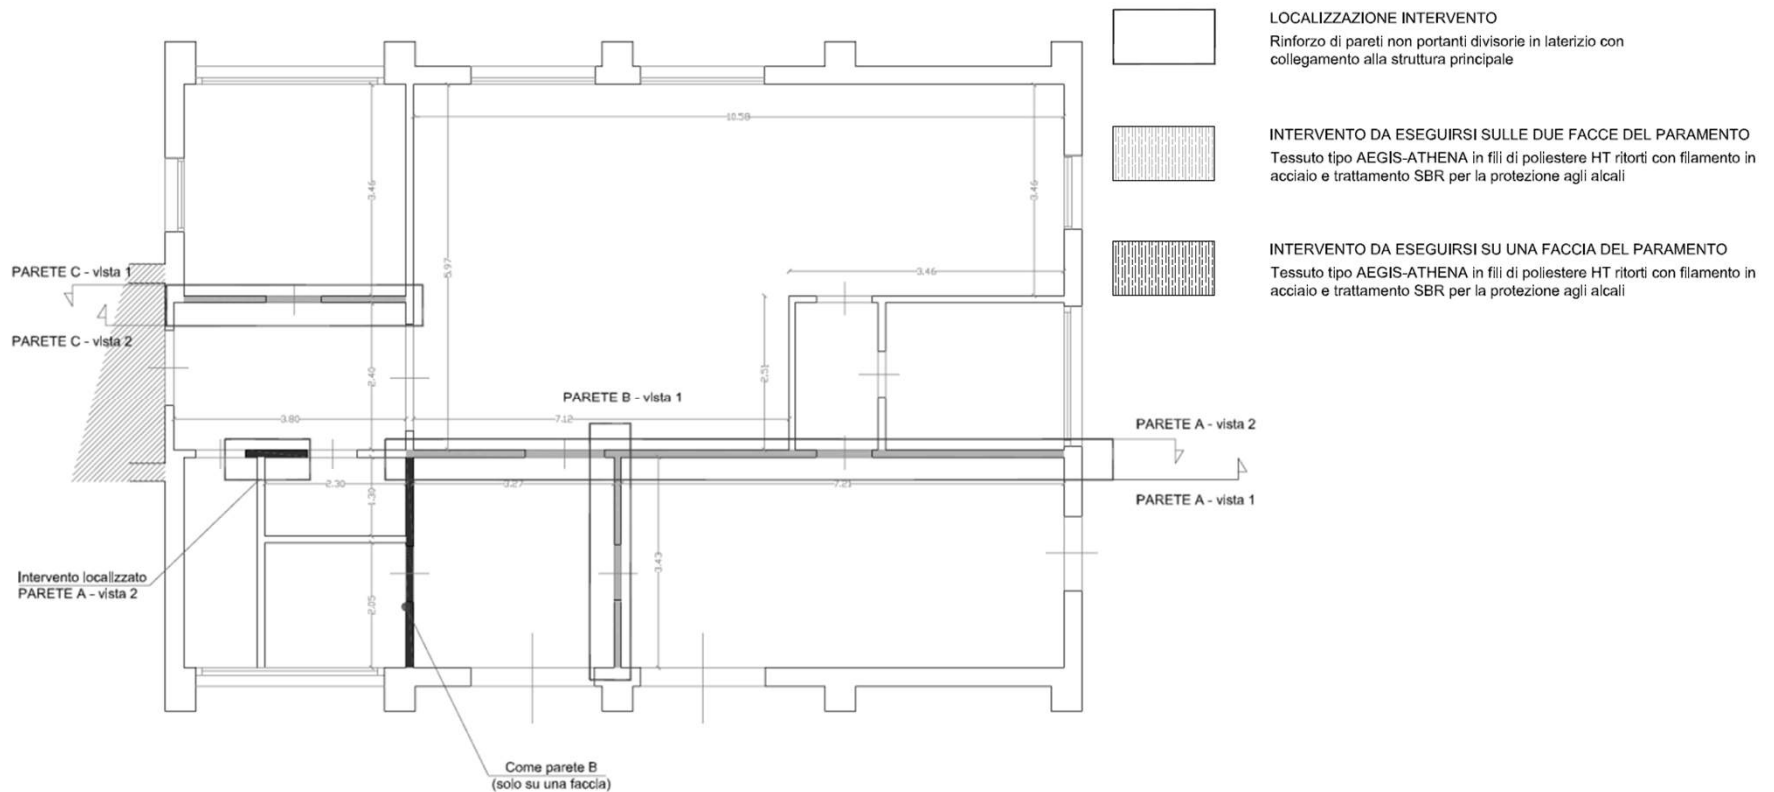 LOCALIZZAZIONE INTERVENTO
Rinforzo di pareti non portanti divisorie in laterizio con
collegamento alla struttura principale
INTERVENTO DA ESEGUIRSI SULLE DUE FACCE DEL PARAMENTO
Tessuto tipo AEGIS-ATHENA in fili di poliestere HT ritorti con filamento in
acciaio e trattamento SBR per la protezione agli alcali
INTERVENTO DA ESEGUIRSI SU UNA FACCIA DEL PARAMENTO
Tessuto tipo AEGIS-ATHENA in fili di poliestere HT ritorti con filamento in
acciaio e trattamento SBR per la protezione agli alcali
10.58
3.46
3.46
5.97
3.46
PARETE C - vista 1
PARETE C - vista 2
2.40
2.51
PARETE B - vista 1
3.80
7.12
PARETE A - vista 2
PARETE A - vista 1
2.30
3.27
7.21
1.30
3.43
2.05
Intervento localizzato
PARETE A - vista 2
Come parete B
(solo su una faccia)